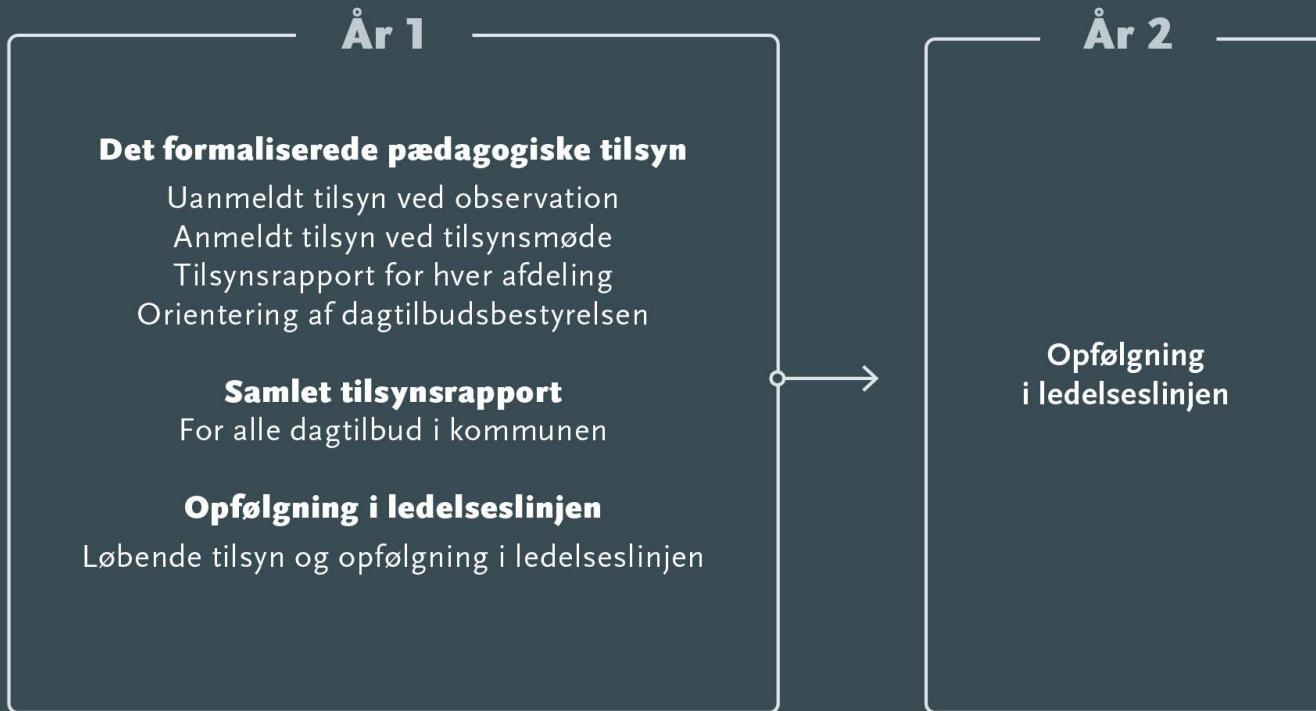 År 1
Det formaliserede pædagogiske tilsyn
Uanmeldt tilsyn ved observation
Anmeldt tilsyn ved tilsynsmøde
Tilsynsrapport for hver afdeling
Orientering af dagtilbudsbestyrelsen
Samlet tilsynsrapport
For alle dagtilbud i kommunen
Opfølgning i ledelseslinjen
Løbende tilsyn og opfølgning i ledelseslinjen
År 2
Opfølgning
i ledelseslinjen